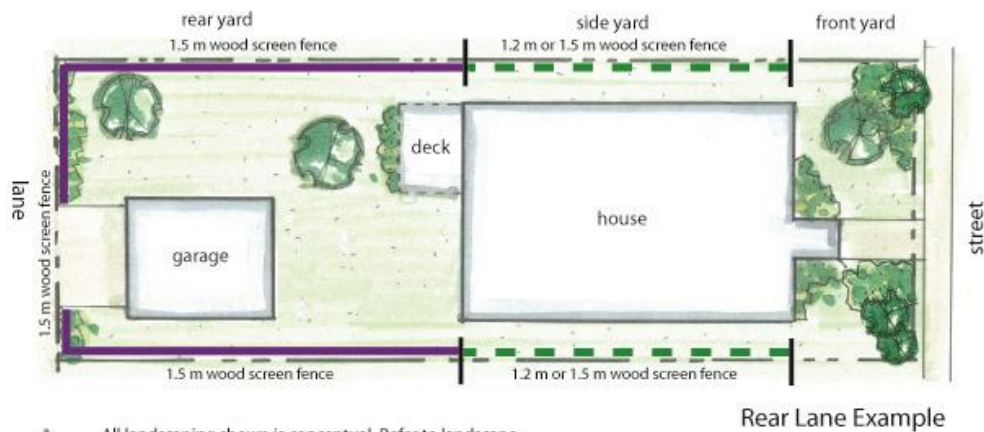 rear yard
side yard
front yard
1.5 m wood screen fence
1.2 m or 1.5 m wood screen fence
deck
lane
1.5 m wood screen fence
house
garage
street
1.5 m wood screen fence
1.2 m or 1.5 m wood screen fence
Rear Lane Example
* All landscaping shown is conceptual. Refer to landscape